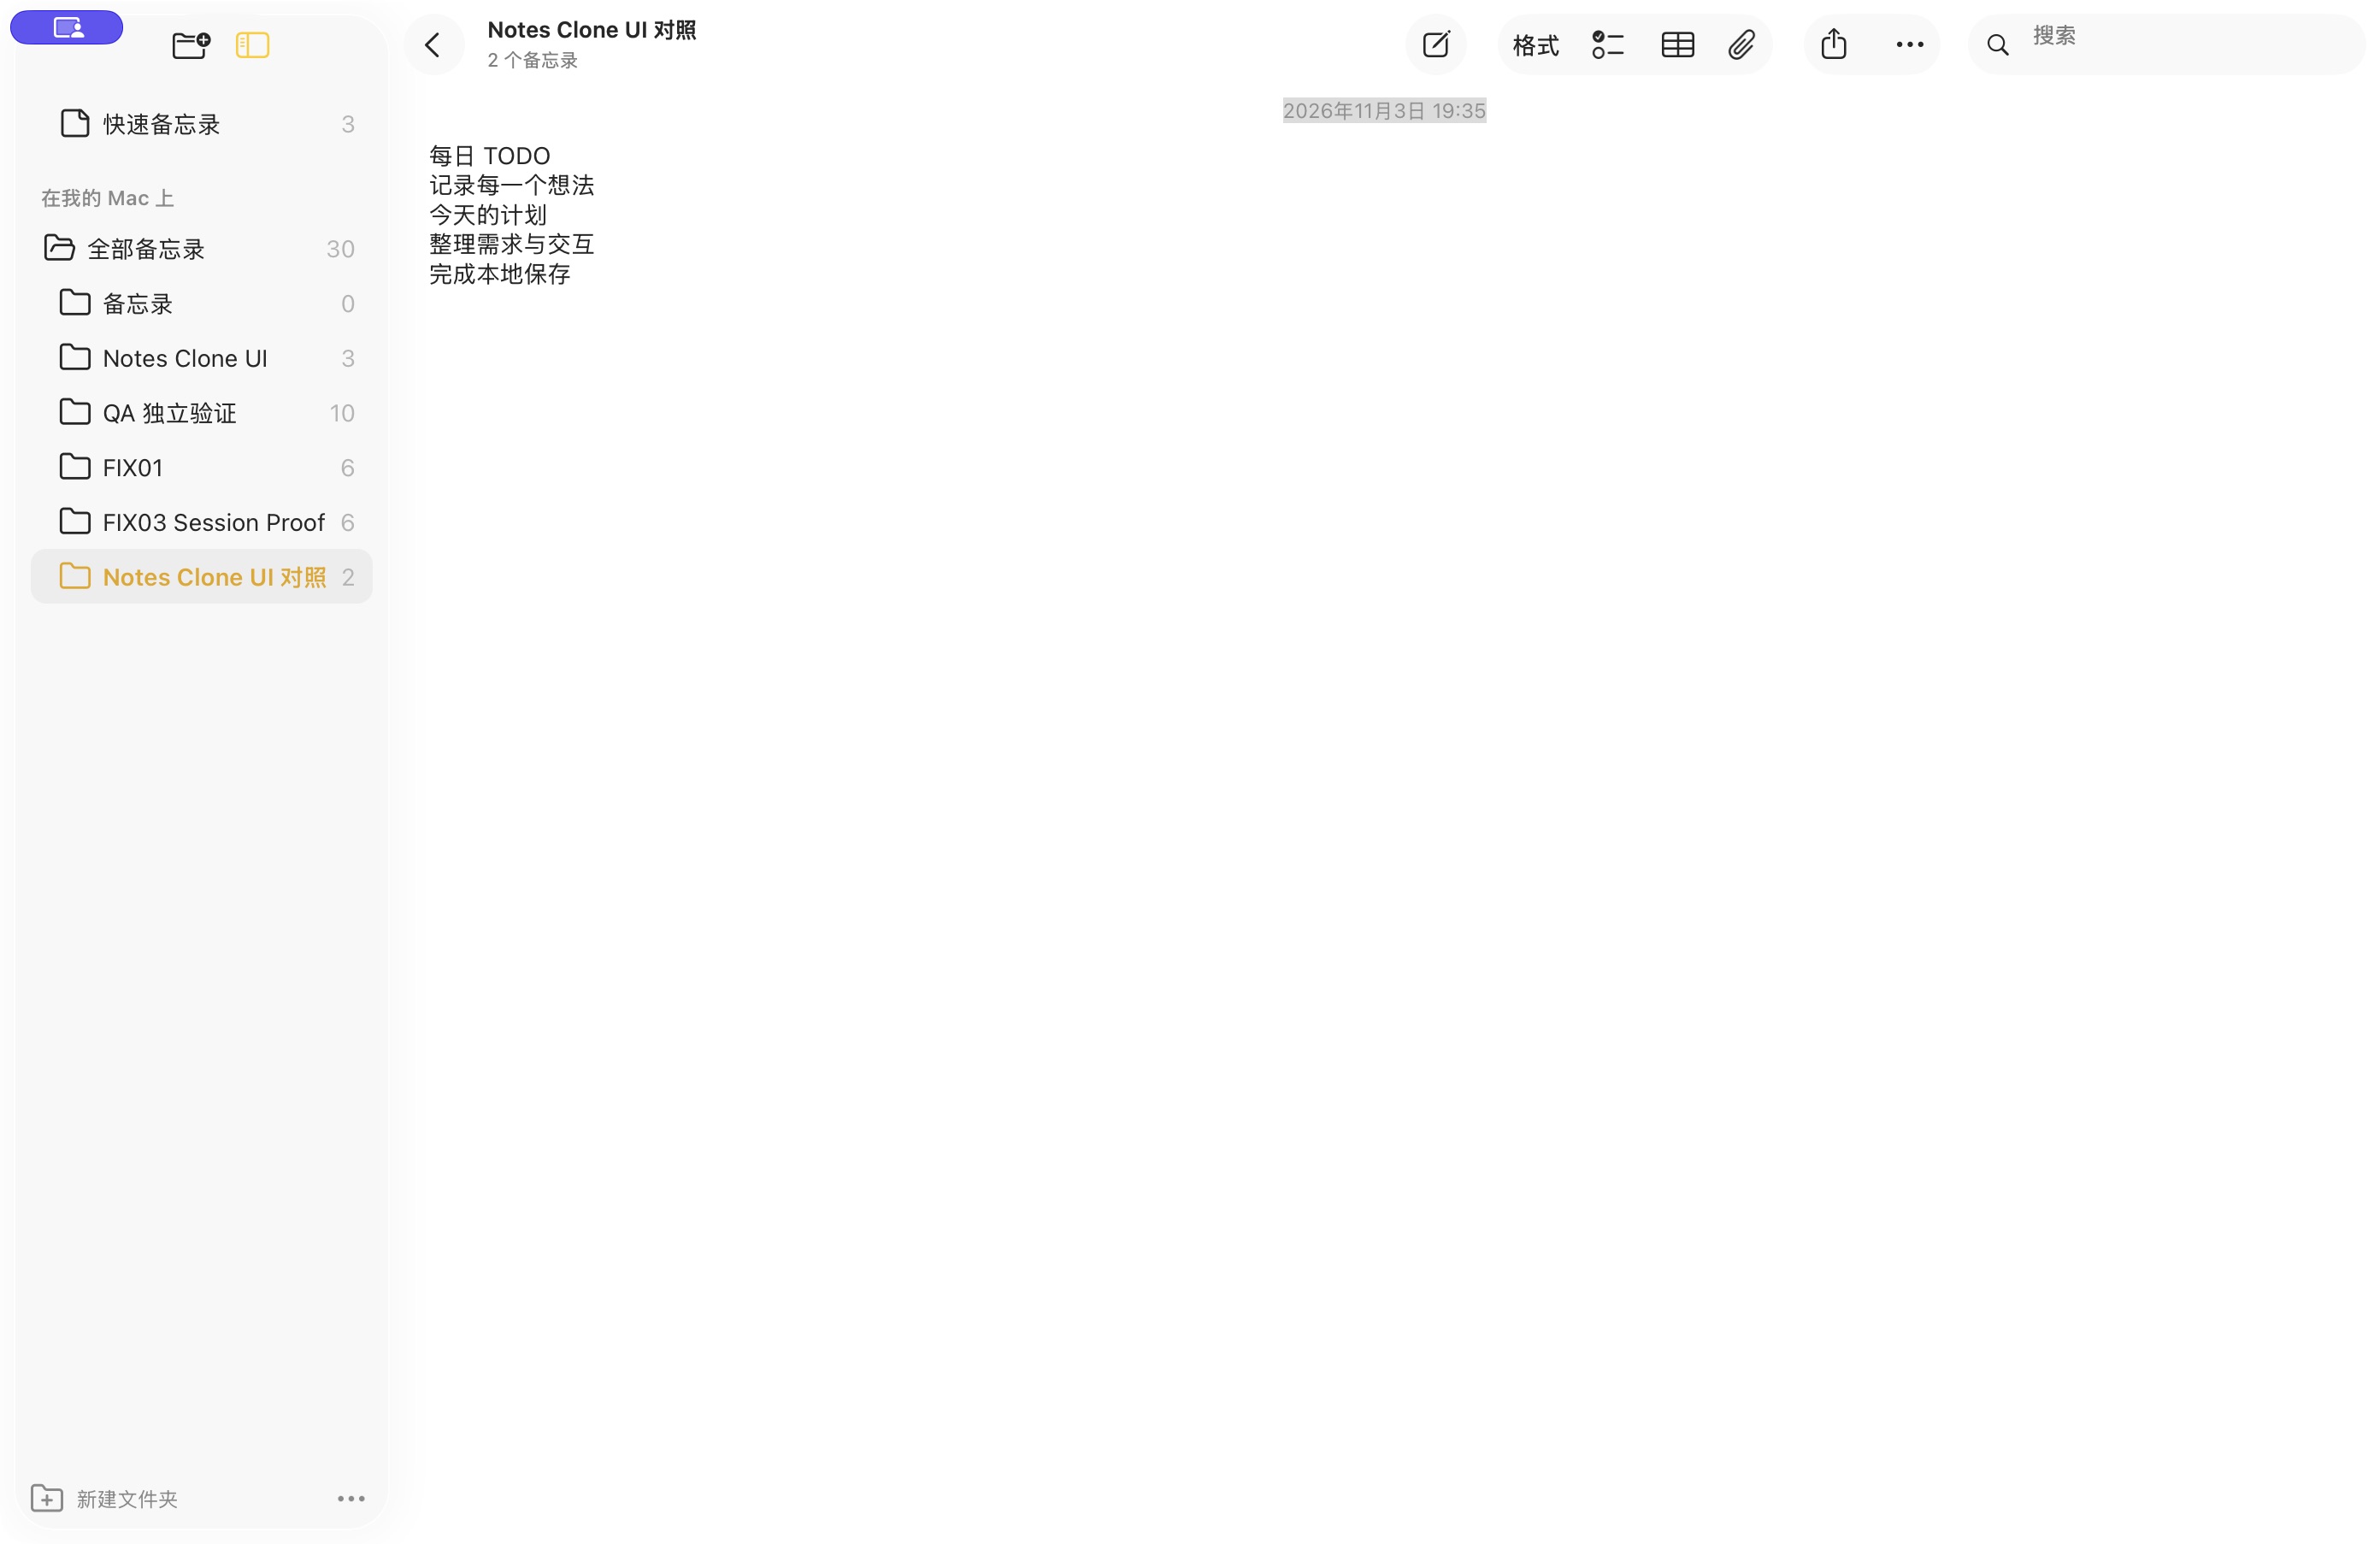 快速备忘录 3
在我的 Mac 上
全部备忘录 30
备忘录 0
Notes Clone UI 3
QA 独立验证 10
FIX01 6
FIX03 Session Proof 6
Notes Clone UI 对照 2
新建文件夹
Notes Clone UI 对照
2 个备忘录
格式
搜索
2026年11月3日 19:35
每日 TODO
记录每一个想法
今天的计划
整理需求与交互
完成本地保存